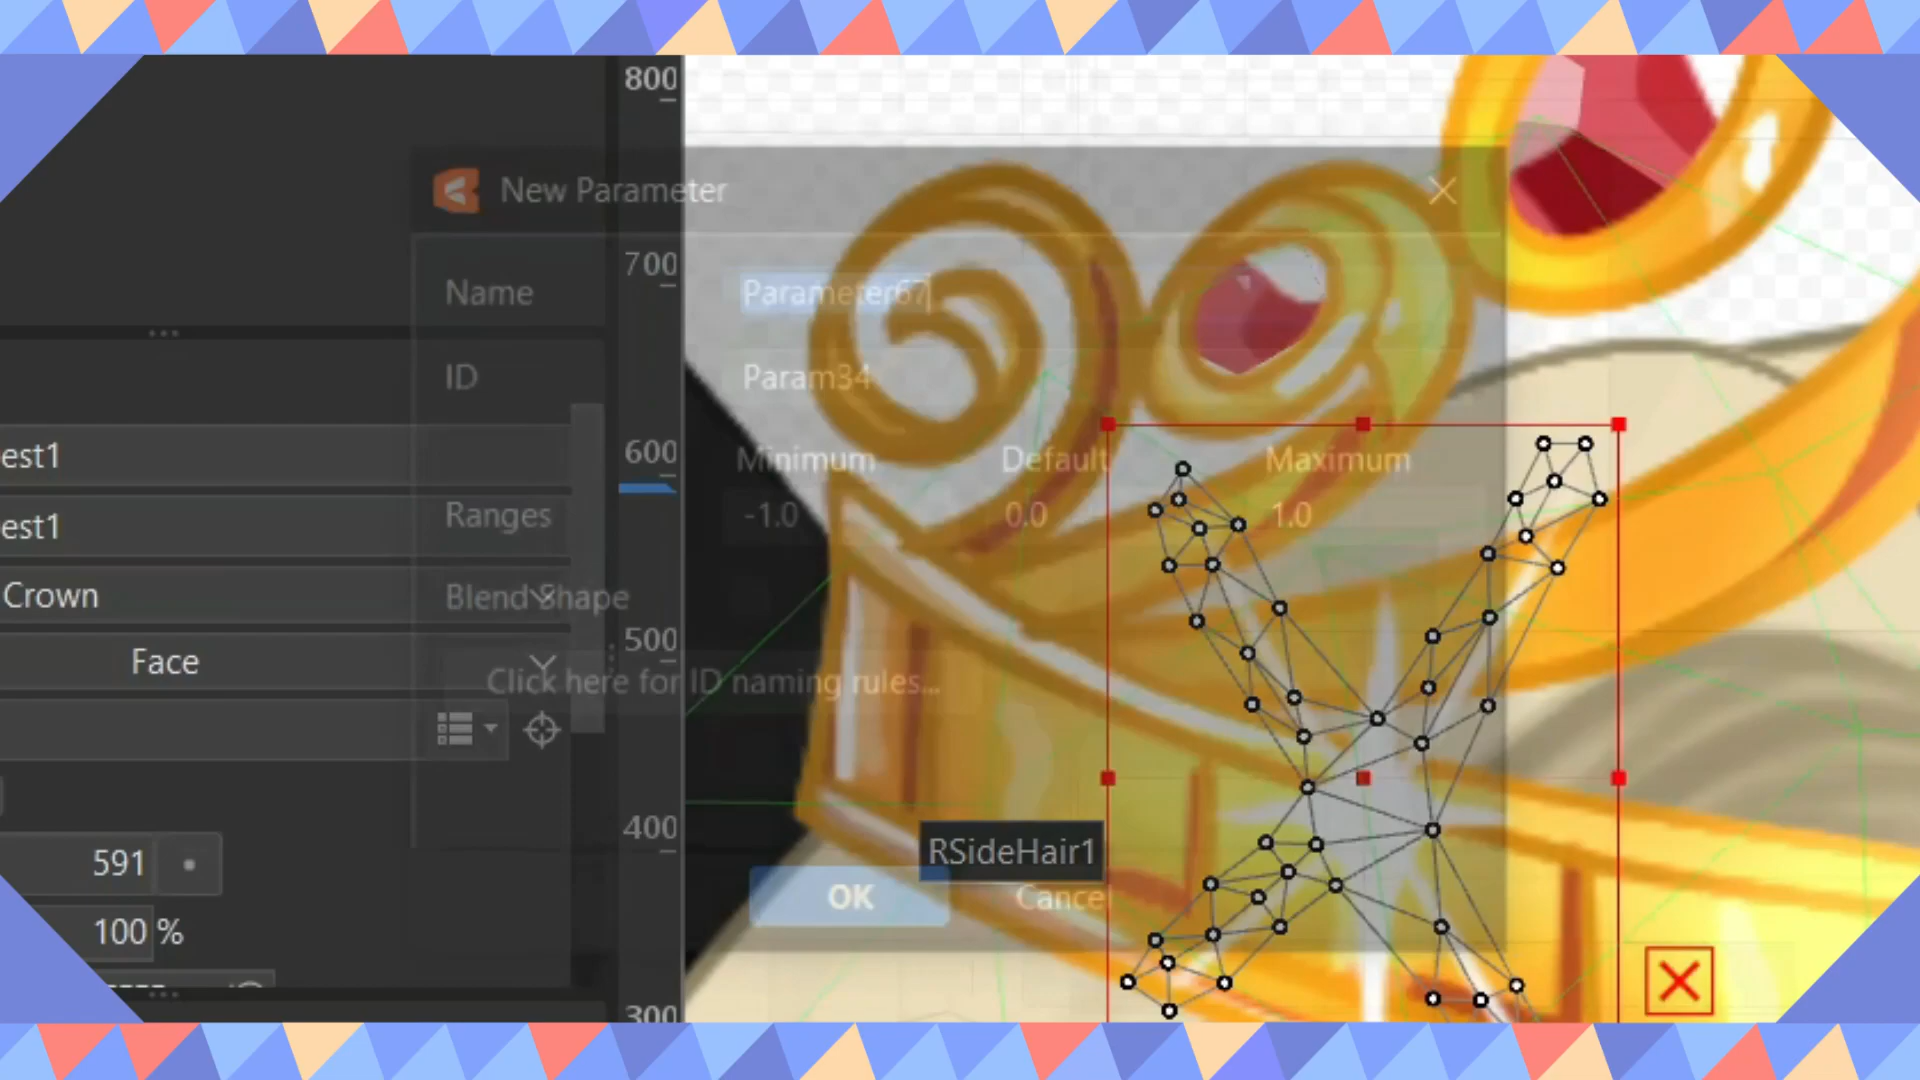 800
New Parameter
700
Name
Parameter67
ID
Param34
est1
600
Minimum Default Maximum
Ranges
-1.0 0.0 1.0
est1
Crown
Blend Shape
500
Face
Click here for ID naming rules...
400
RSideHair1
591
OK Cancel
100 %
300